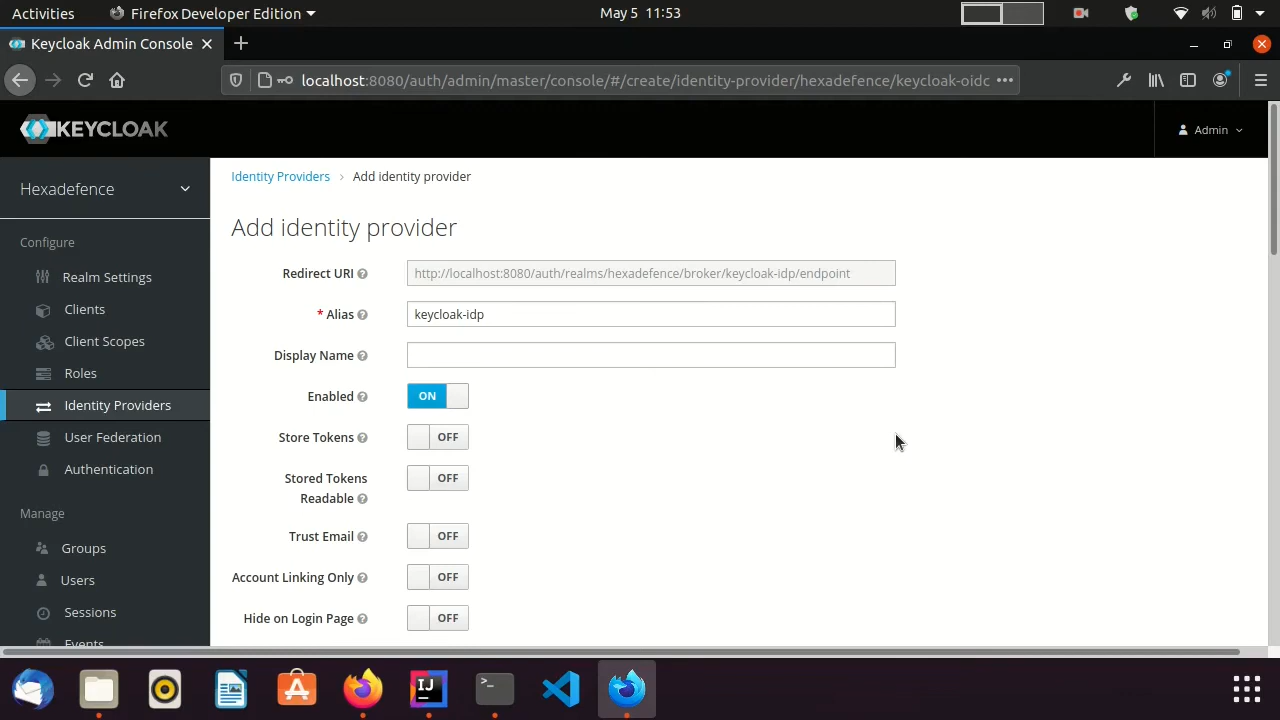 Activities
Firefox Developer Edition
May 5 11:53
Keycloak Admin Console
localhost:8080/auth/admin/master/console/#/create/identity-provider/hexadefence/keycloak-oidc
KEYCLOAK
Admin
Hexadefence
Configure
Realm Settings
Clients
Client Scopes
Roles
Identity Providers
User Federation
Authentication
Manage
Groups
Users
Sessions
Events
Identity Providers › Add identity provider
Add identity provider
Redirect URI
http://localhost:8080/auth/realms/hexadefence/broker/keycloak-idp/endpoint
* Alias
keycloak-idp
Display Name
Enabled
ON
Store Tokens
OFF
Stored Tokens
Readable
OFF
Trust Email
OFF
Account Linking Only
OFF
Hide on Login Page
OFF
IJ